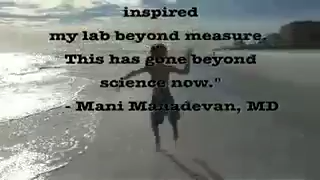 inspired
my lab beyond measure.
This has gone beyond
science now."
- Mani Mahadevan, MD